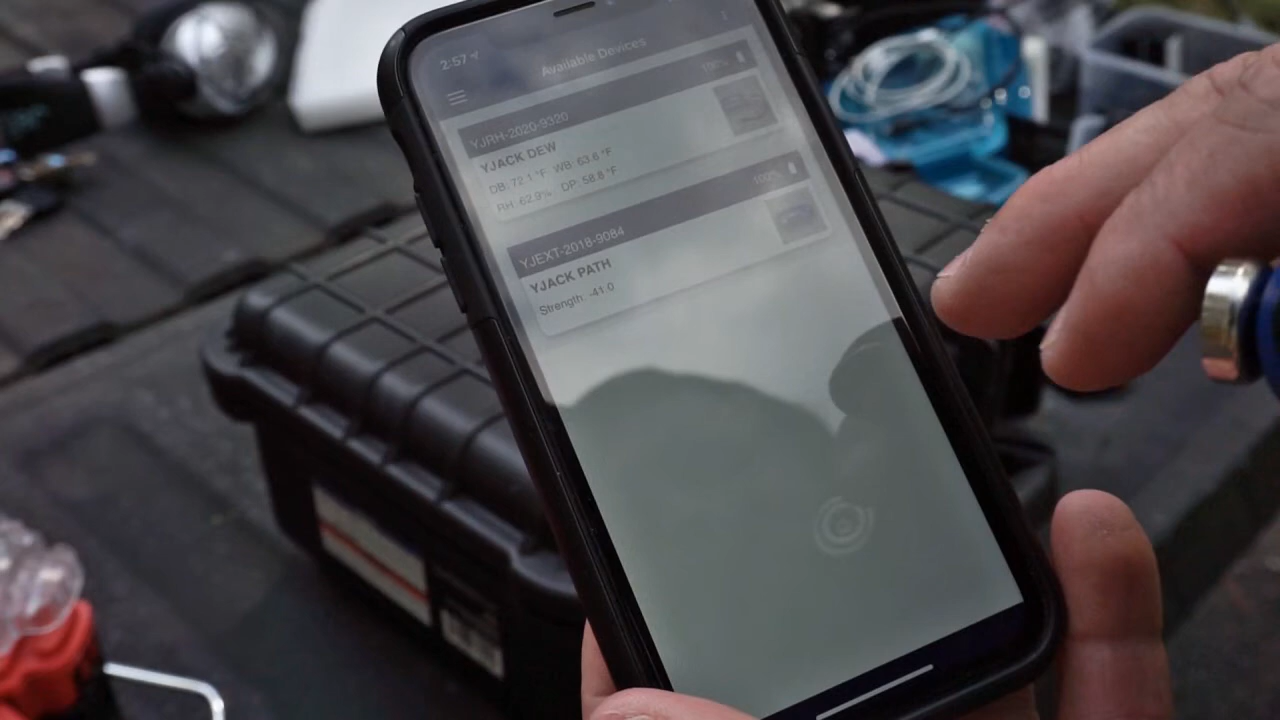 2:57
Available Devices
YJRH-2020-9320 100%
YJACK DEW
DB: 72.1°F WB: 63.6 °F
RH: 62.9% DP: 58.8 °F
YJEXT-2018-9084 100%
YJACK PATH
Strength -41.0